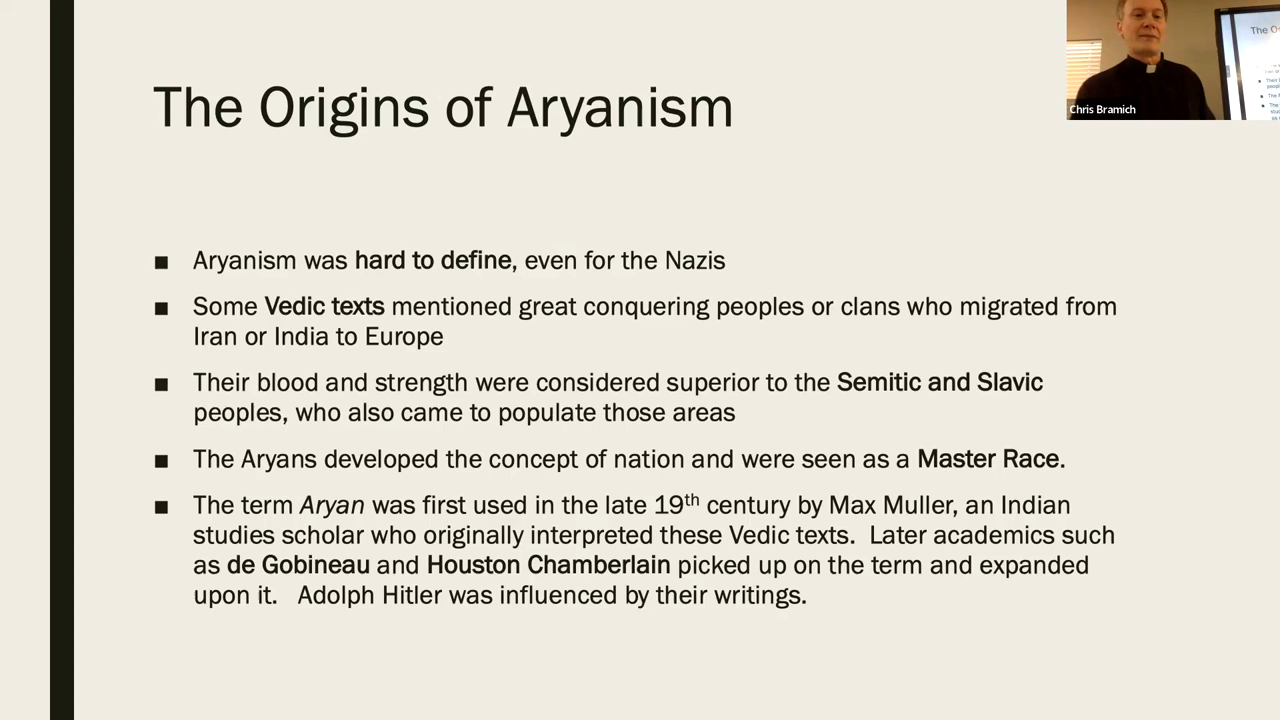 The Origins of Aryanism
Chris Bramich
■ Aryanism was hard to define, even for the Nazis
■ Some Vedic texts mentioned great conquering peoples or clans who migrated from
Iran or India to Europe
■ Their blood and strength were considered superior to the Semitic and Slavic
peoples, who also came to populate those areas
■ The Aryans developed the concept of nation and were seen as a Master Race.
■ The term Aryan was first used in the late 19th century by Max Muller, an Indian
studies scholar who originally interpreted these Vedic texts. Later academics such
as de Gobineau and Houston Chamberlain picked up on the term and expanded
upon it. Adolph Hitler was influenced by their writings.